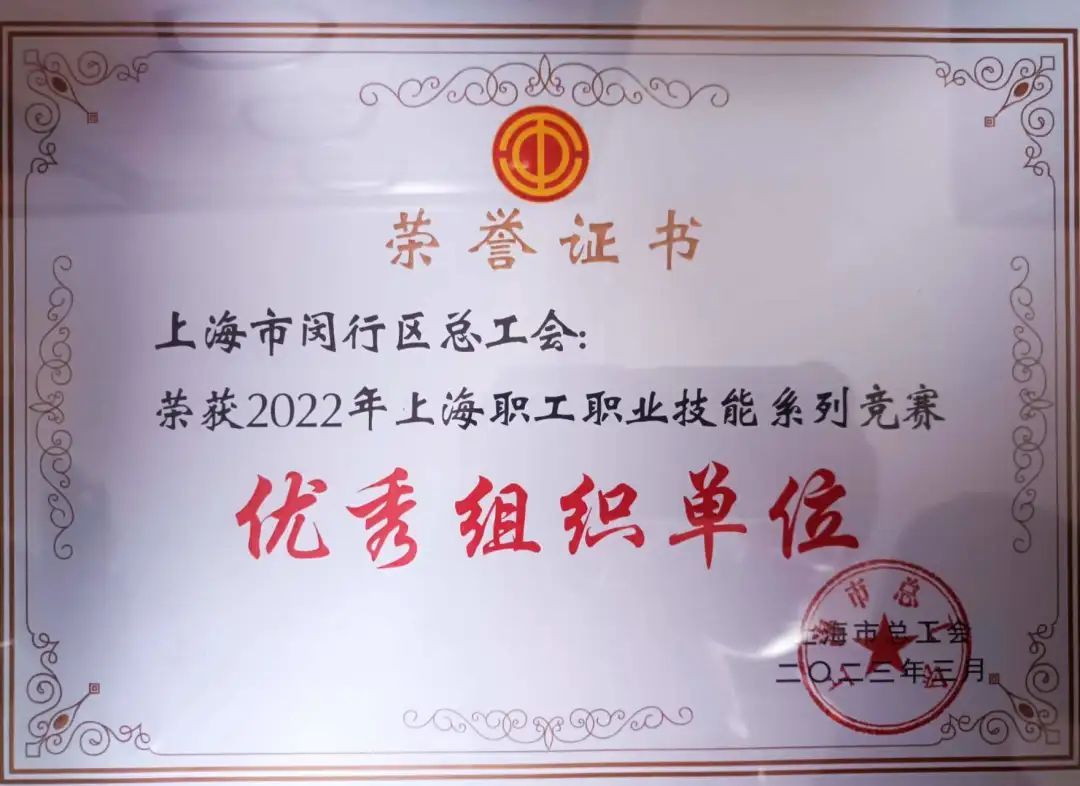 荣誉证书
上海市闵行区总工会:
荣获2022年上海职工职业技能系列竞赛
优秀组织单位
上海市总工会
二〇二三年三月